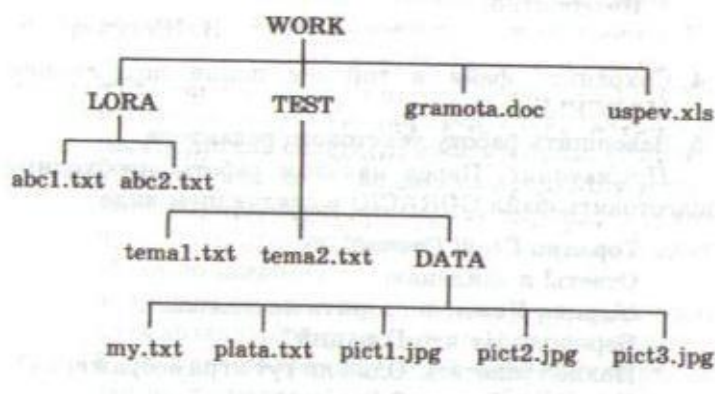 WORK
LORA TEST gramota.doc uspev.xls
abc1.txt abc2.txt
tema1.txt tema2.txt DATA
my.txt plata.txt pict1.jpg pict2.jpg pict3.jpg